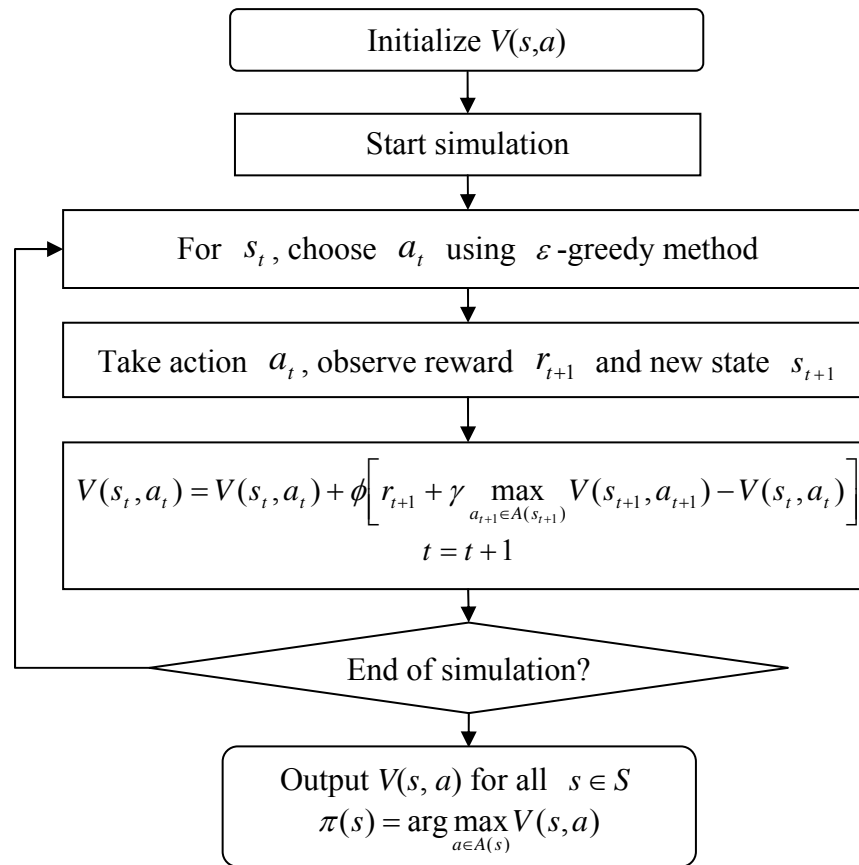 Initialize V(s,a)
Start simulation
For s_t, choose a_t using ε-greedy method
Take action a_t, observe reward r_{t+1} and new state s_{t+1}
V(s_t,a_t)=V(s_t,a_t)+ϕ[r_{t+1}+γ max_{a_{t+1}∈A(s_{t+1})} V(s_{t+1},a_{t+1})−V(s_t,a_t)]
t=t+1
End of simulation?
Output V(s, a) for all s∈S
π(s)=arg max_{a∈A(s)} V(s,a)